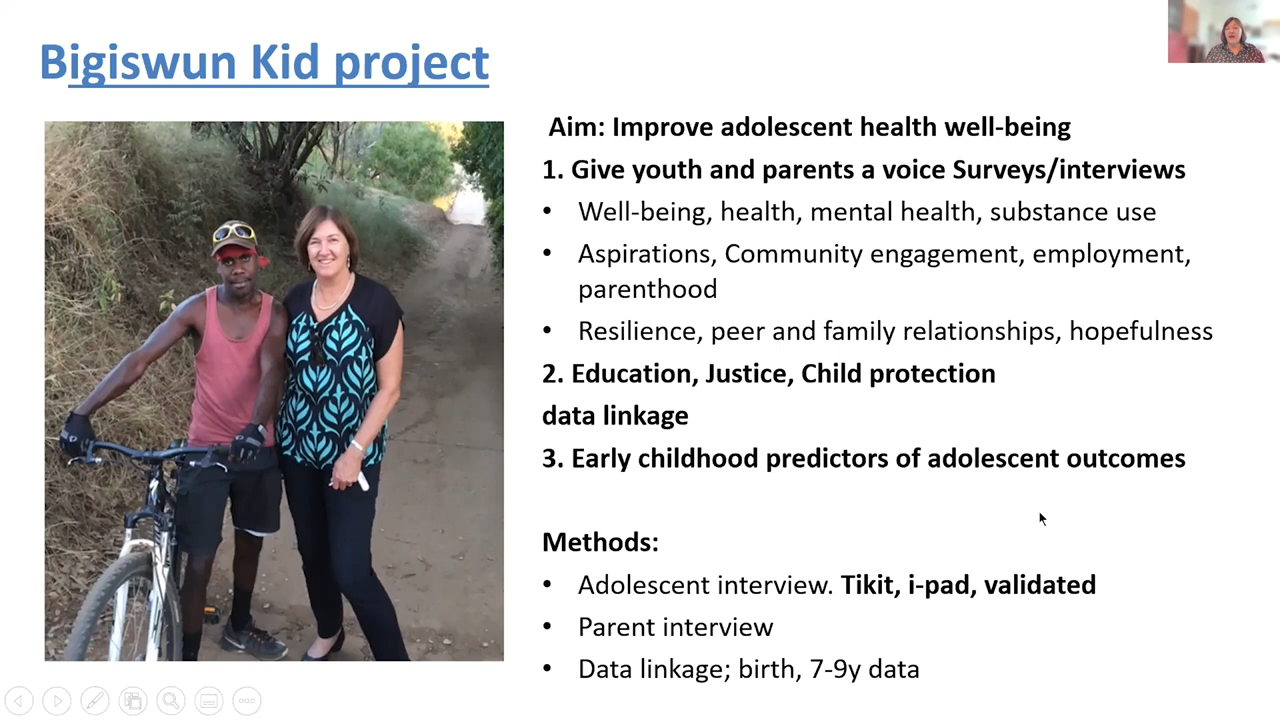 Bigiswun Kid project
Aim: Improve adolescent health well-being
1. Give youth and parents a voice Surveys/interviews
• Well-being, health, mental health, substance use
• Aspirations, Community engagement, employment,
parenthood
• Resilience, peer and family relationships, hopefulness
2. Education, Justice, Child protection
data linkage
3. Early childhood predictors of adolescent outcomes
Methods:
• Adolescent interview. Tikit, i-pad, validated
• Parent interview
• Data linkage; birth, 7-9y data